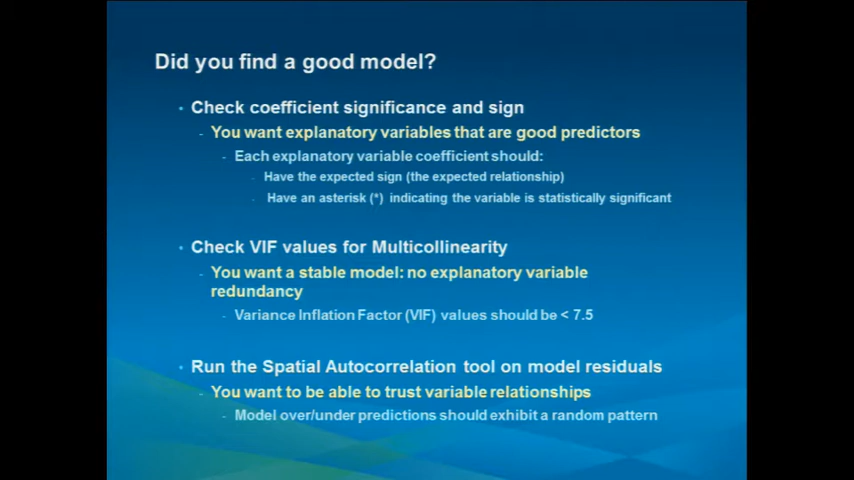 Did you find a good model?
• Check coefficient significance and sign
- You want explanatory variables that are good predictors
- Each explanatory variable coefficient should:
- Have the expected sign (the expected relationship)
- Have an asterisk (*) indicating the variable is statistically significant
• Check VIF values for Multicollinearity
- You want a stable model: no explanatory variable
redundancy
- Variance Inflation Factor (VIF) values should be < 7.5
• Run the Spatial Autocorrelation tool on model residuals
- You want to be able to trust variable relationships
- Model over/under predictions should exhibit a random pattern